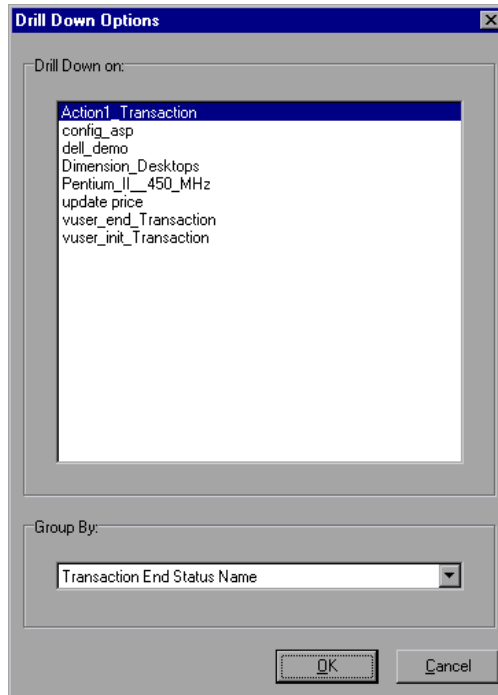 Drill Down Options
Drill Down on:
Action1_Transaction
config_asp
dell_demo
Dimension_Desktops
Pentium_II__450_MHz
update price
vuser_end_Transaction
vuser_init_Transaction
Group By:
Transaction End Status Name
OK
Cancel